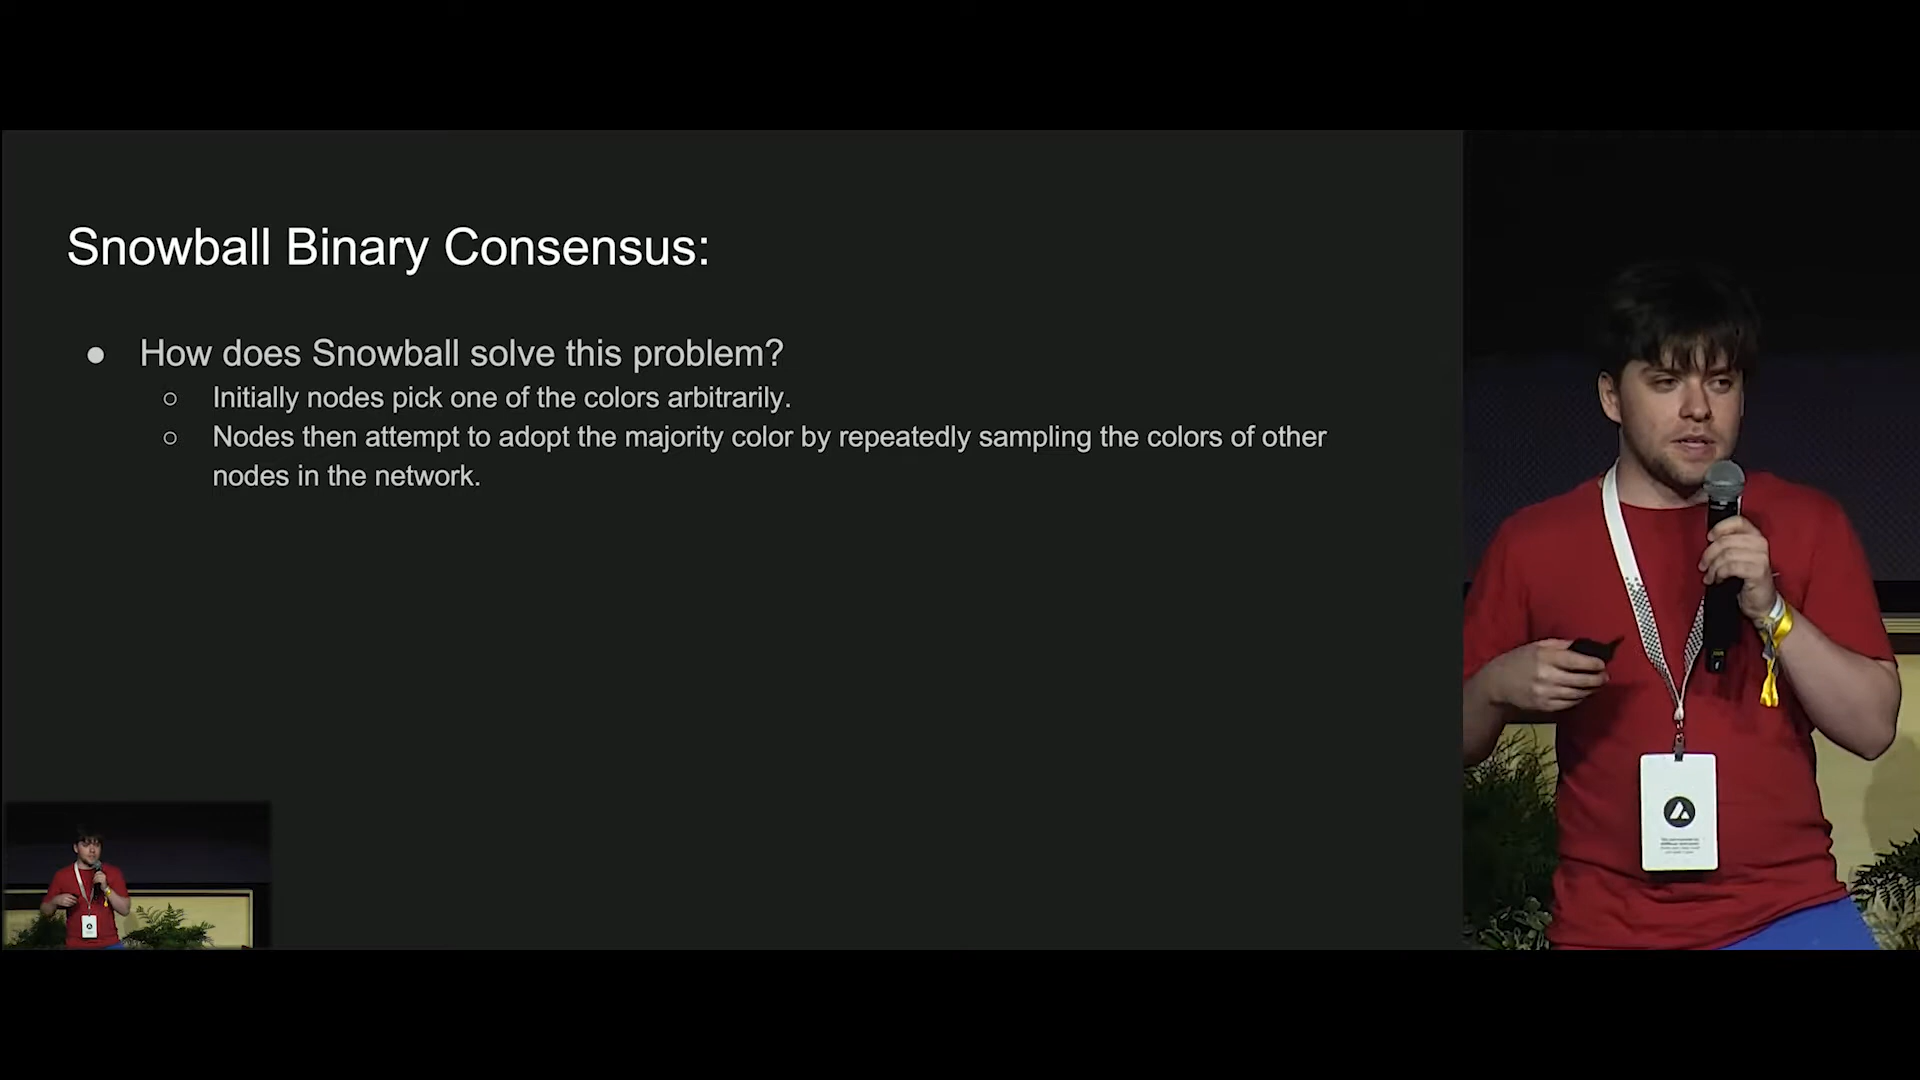 Snowball Binary Consensus:
● How does Snowball solve this problem?
○ Initially nodes pick one of the colors arbitrarily.
○ Nodes then attempt to adopt the majority color by repeatedly sampling the colors of other
nodes in the network.